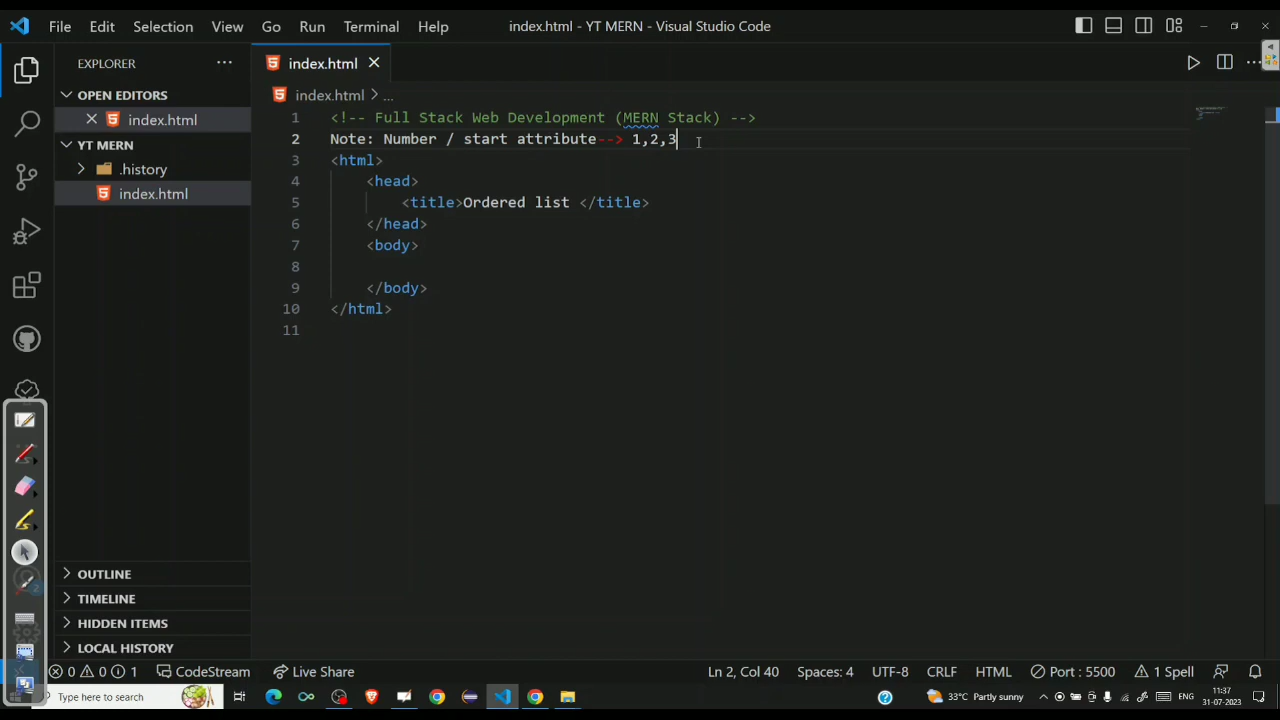 File Edit Selection View Go Run Terminal Help index.html - YT MERN - Visual Studio Code
EXPLORER ···
index.html
OPEN EDITORS
index.html
YT MERN
.history
index.html
index.html > ...
1 <!-- Full Stack Web Development (MERN Stack) -->
2 Note: Number / start attribute--> 1,2,3
3 <html>
4 <head>
5 <title>Ordered list </title>
6 </head>
7 <body>
8
9 </body>
10 </html>
11
OUTLINE
TIMELINE
HIDDEN ITEMS
LOCAL HISTORY
0 0 1 CodeStream Live Share Ln 2, Col 40 Spaces: 4 UTF-8 CRLF HTML Port : 5500 1 Spell
Type here to search 33°C Partly sunny ENG 11:37
31-07-2023